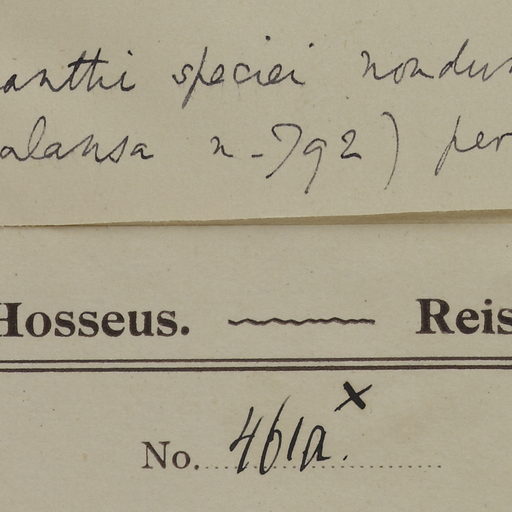 anthi speciei nondum
alansa n-792) per
Hosseus. Reis
No. 461a. x